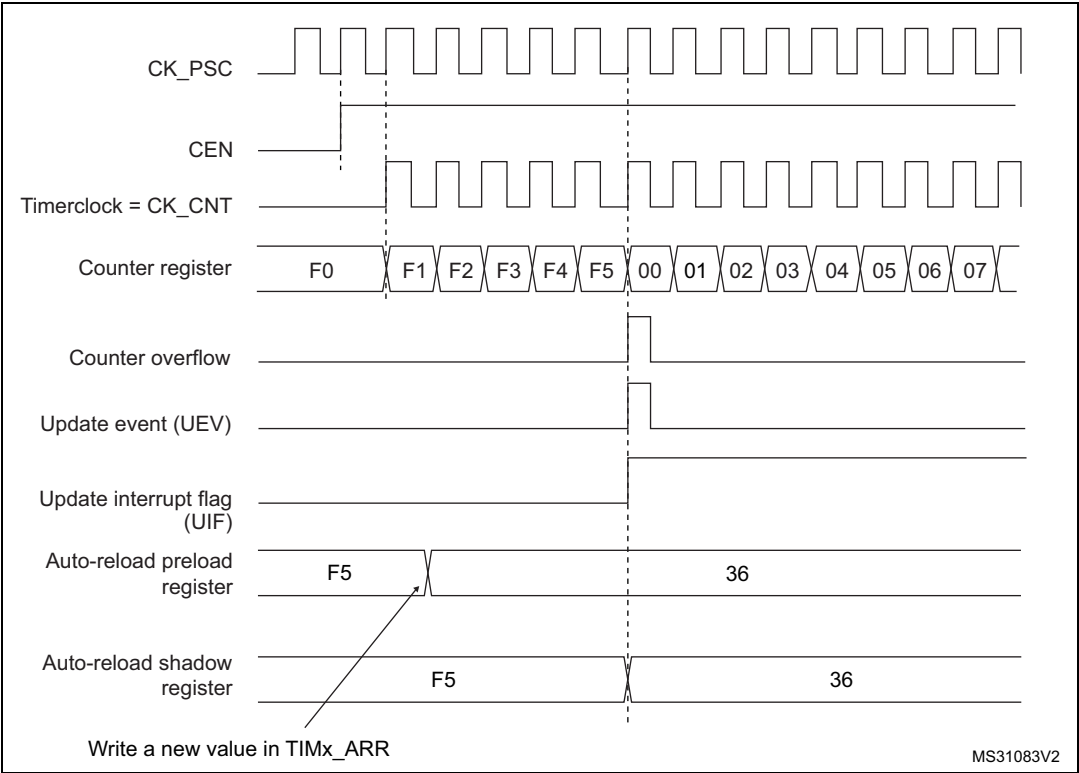 CK_PSC
CEN
Timerclock = CK_CNT
Counter register
F0 F1 F2 F3 F4 F5 00 01 02 03 04 05 06 07
Counter overflow
Update event (UEV)
Update interrupt flag
(UIF)
Auto-reload preload
register
F5 36
Auto-reload shadow
register
F5 36
Write a new value in TIMx_ARR
MS31083V2